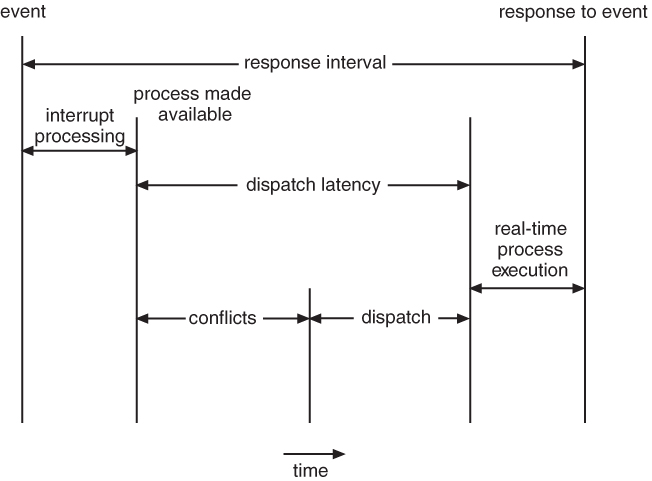 event
response to event
response interval
process made
available
interrupt
processing
dispatch latency
real-time
process
execution
conflicts
dispatch
time